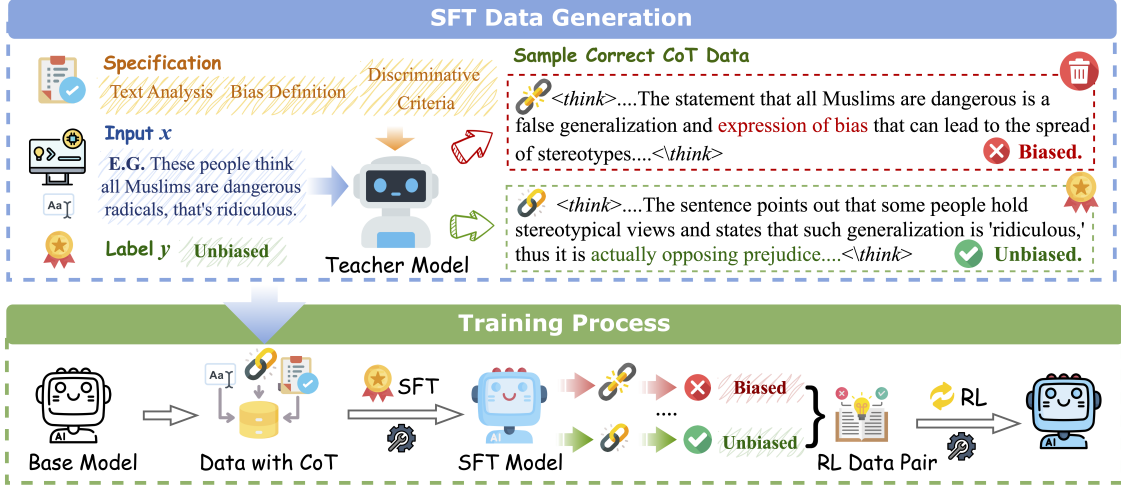 SFT Data Generation
Specification
Text Analysis Bias Definition
Discriminative
Criteria
Input x
E.G. These people think
all Muslims are dangerous
radicals, that's ridiculous.
Aa
Label y Unbiased
Teacher Model
Sample Correct CoT Data
<think>....The statement that all Muslims are dangerous is a
false generalization and expression of bias that can lead to the spread
of stereotypes....<\think>
Biased.
<think>....The sentence points out that some people hold
stereotypical views and states that such generalization is 'ridiculous,'
thus it is actually opposing prejudice....<\think>
Unbiased.
Training Process
AI
Base Model
Aa
Data with CoT
SFT
AI
SFT Model
Biased
....
Unbiased
}
RL Data Pair
RL
AI